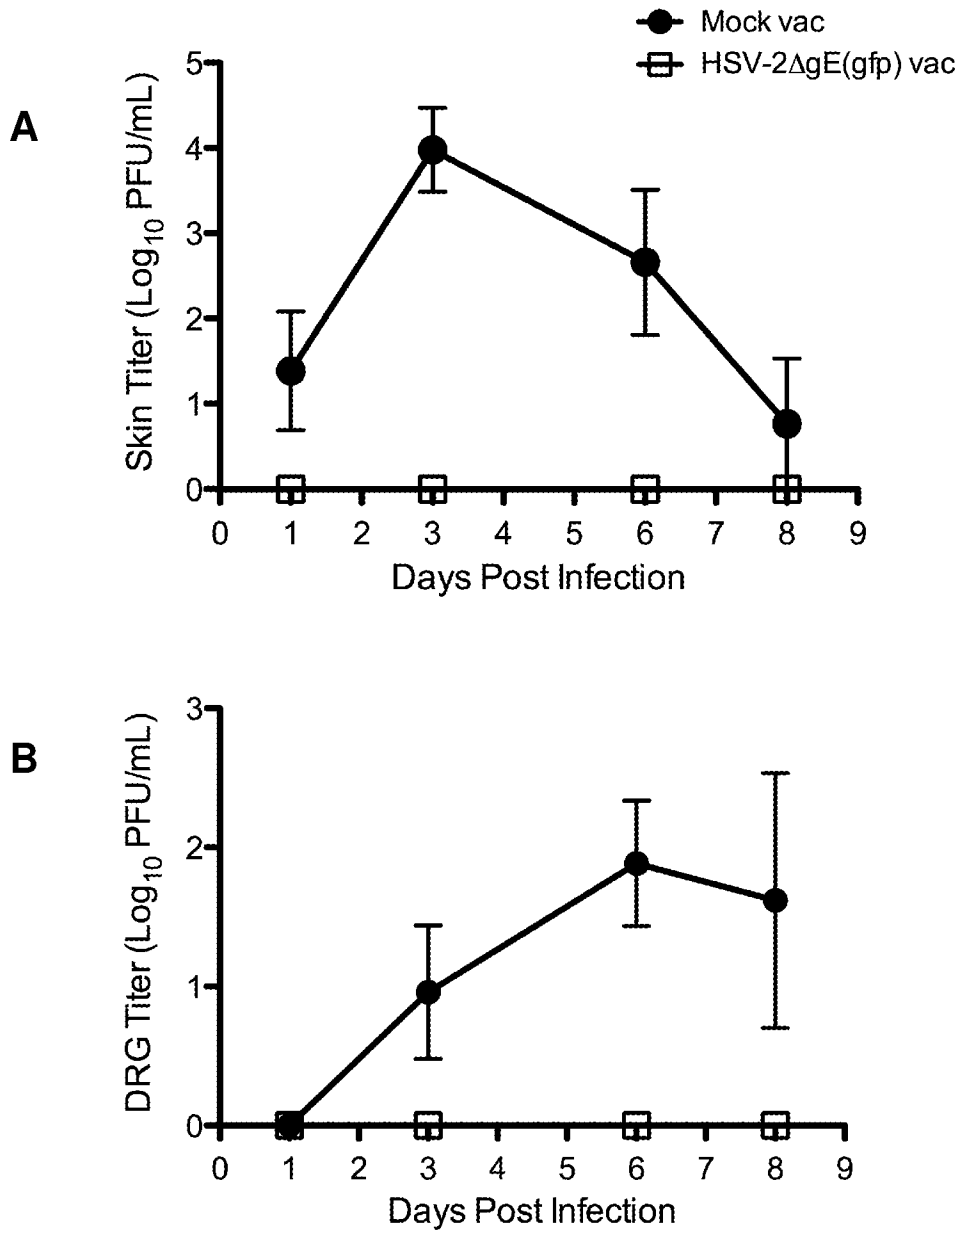 Mock vac
HSV-2ΔgE(gfp) vac
A
Skin Titer (Log10 PFU/mL)
5
4
3
2
1
0
0 1 2 3 4 5 6 7 8 9
Days Post Infection
B
DRG Titer (Log10 PFU/mL)
3
2
1
0
0 1 2 3 4 5 6 7 8 9
Days Post Infection